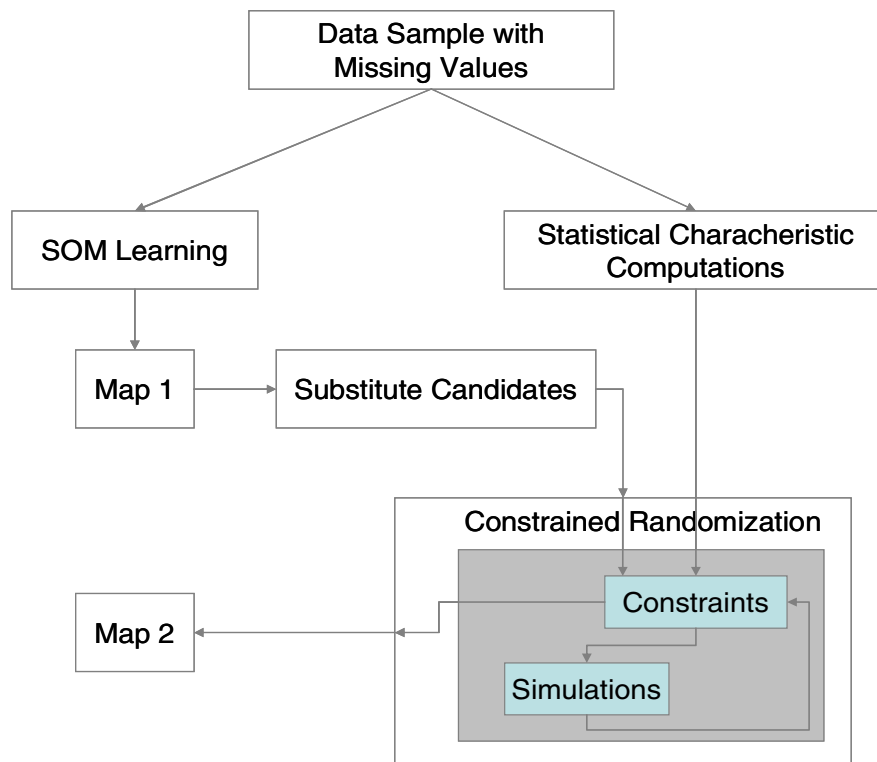 Data Sample with
Missing Values
SOM Learning
Statistical Characheristic
Computations
Map 1
Substitute Candidates
Constrained Randomization
Constraints
Map 2
Simulations